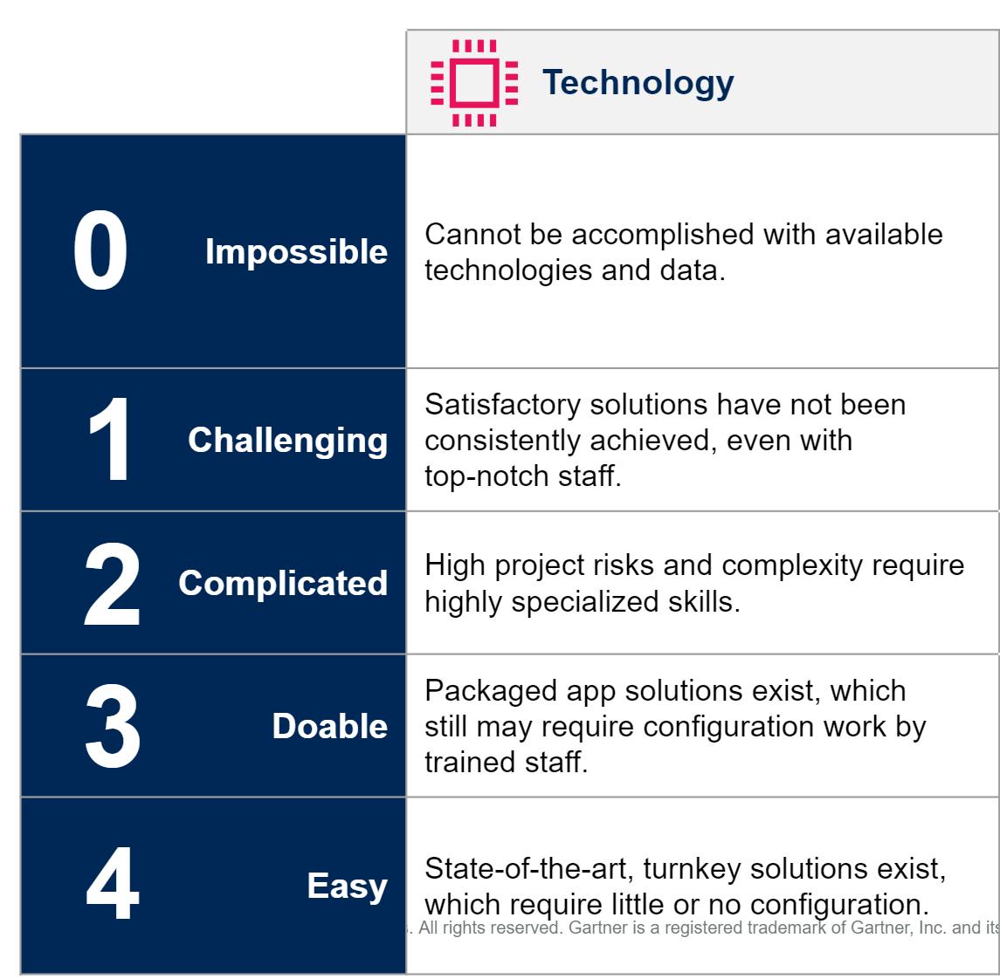 Technology
0 Impossible
Cannot be accomplished with available
technologies and data.
1 Challenging
Satisfactory solutions have not been
consistently achieved, even with
top-notch staff.
2 Complicated
High project risks and complexity require
highly specialized skills.
3 Doable
Packaged app solutions exist, which
still may require configuration work by
trained staff.
4 Easy
State-of-the-art, turnkey solutions exist,
which require little or no configuration.
. All rights reserved. Gartner is a registered trademark of Gartner, Inc. and its